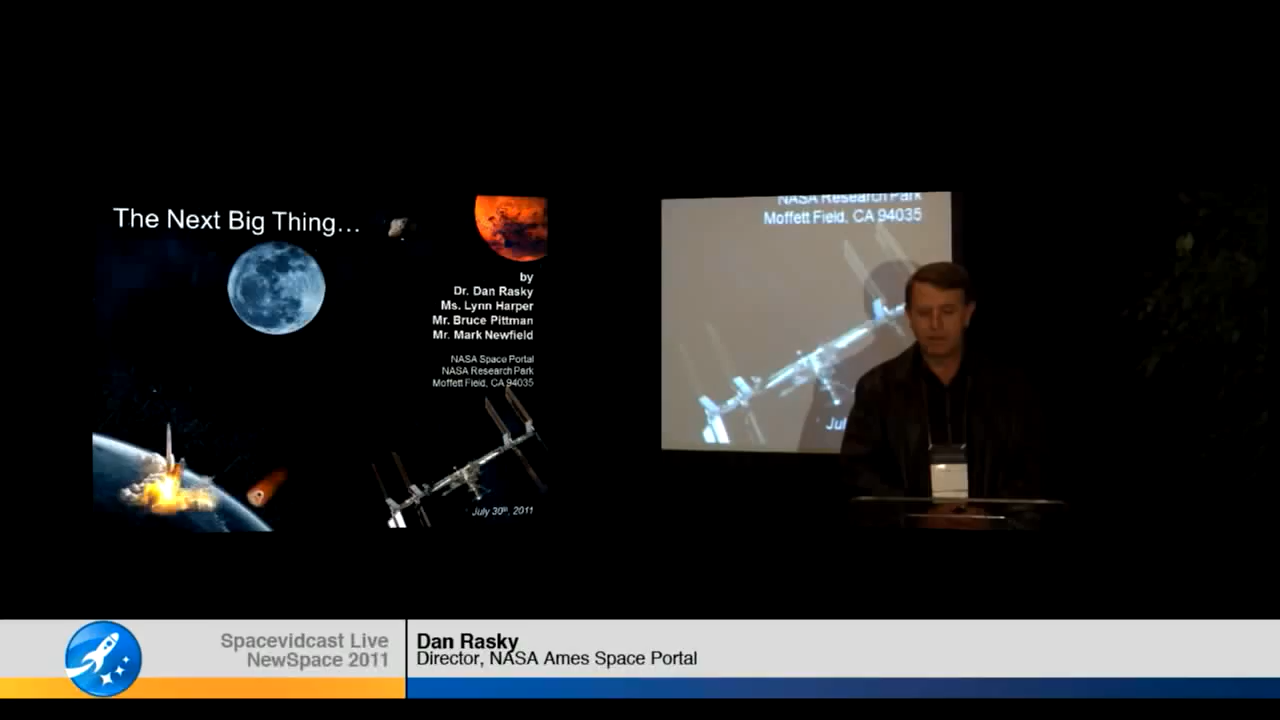 The Next Big Thing...
by
Dr. Dan Rasky
Ms. Lynn Harper
Mr. Bruce Pittman
Mr. Mark Newfield
NASA Space Portal
NASA Research Park
Moffett Field, CA 94035
July 30th, 2011
NASA Research Park
Moffett Field, CA 94035
Jul
Spacevidcast Live
NewSpace 2011
Dan Rasky
Director, NASA Ames Space Portal